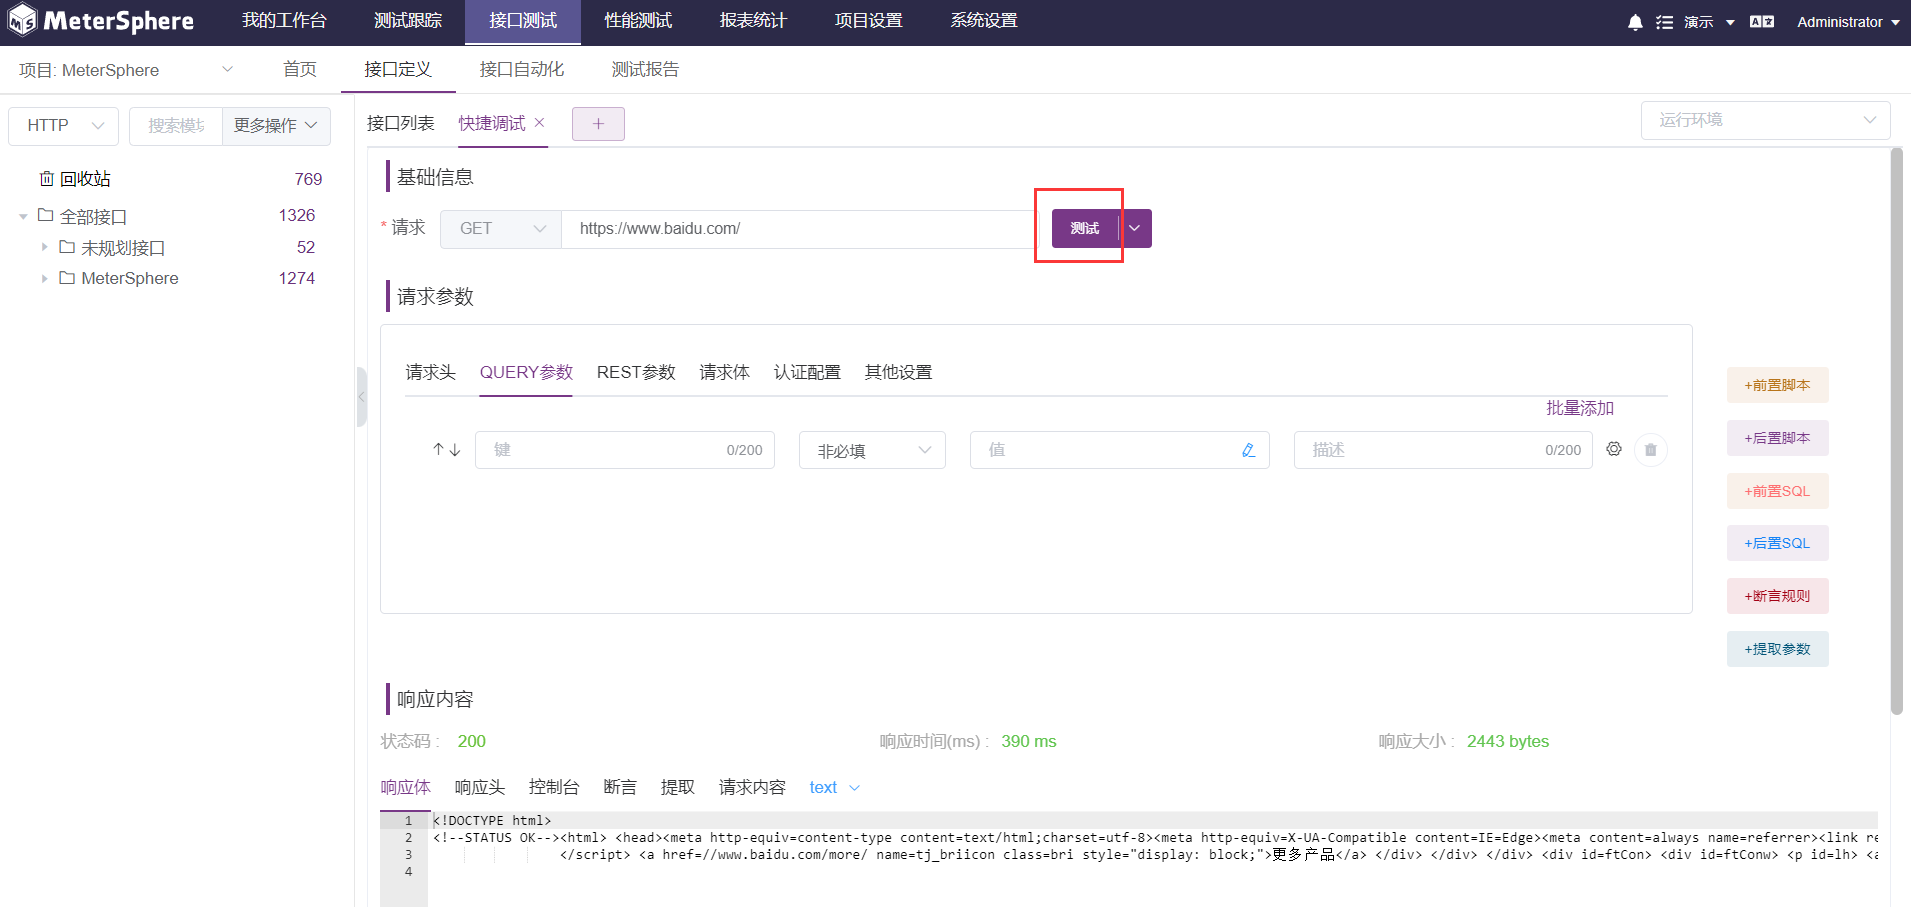 MeterSphere 我的工作台 测试跟踪 接口测试 性能测试 报表统计 项目设置 系统设置 演示 Administrator
项目: MeterSphere 首页 接口定义 接口自动化 测试报告
HTTP 搜索模块 更多操作 接口列表 快捷调试 × + 运行环境
回收站 769
全部接口 1326
未规划接口 52
MeterSphere 1274
基础信息
* 请求 GET https://www.baidu.com/ 测试
请求参数
请求头 QUERY参数 REST参数 请求体 认证配置 其他设置
批量添加
键 0/200 非必填 值 描述 0/200
+前置脚本
+后置脚本
+前置SQL
+后置SQL
+断言规则
+提取参数
响应内容
状态码 : 200 响应时间(ms) : 390 ms 响应大小 : 2443 bytes
响应体 响应头 控制台 断言 提取 请求内容 text
1 <!DOCTYPE html>
2 <!--STATUS OK--><html> <head><meta http-equiv=content-type content=text/html;charset=utf-8><meta http-equiv=X-UA-Compatible content=IE=Edge><meta content=always name=referrer><link re
3 </script> <a href=//www.baidu.com/more/ name=tj_briicon class=bri style="display: block;">更多产品</a> </div> </div> </div> <div id=ftCon> <div id=ftConw> <p id=lh> <a
4